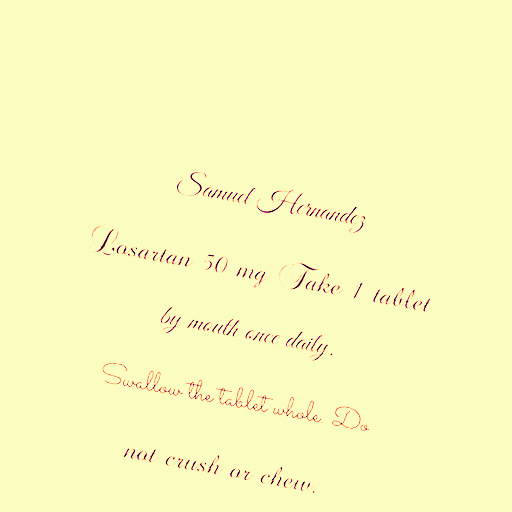 Samuel Hernandez
Losartan 50 mg Take 1 tablet
by mouth once daily.
Swallow the tablet whole. Do
not crush or chew.